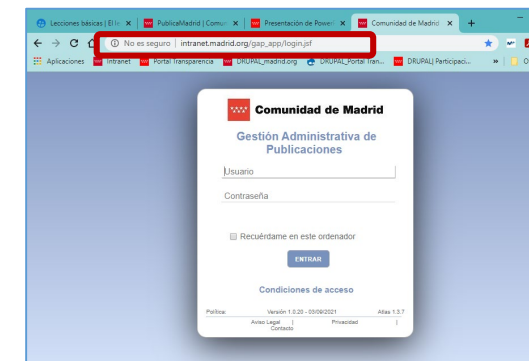 Lecciones básicas | El le
PublicaMadrid | Comun
Presentación de PowerP
Comunidad de Madrid
No es seguro | intranet.madrid.org/gap_app/login.jsf
Aplicaciones Intranet Portal Transparencia DRUPAL_madrid.org DRUPAL_Portal Tran... DRUPAL| Participaci... »
Comunidad de Madrid
Gestión Administrativa de
Publicaciones
Usuario
Contraseña
Recuérdame en este ordenador
ENTRAR
Condiciones de acceso
Política: Versión 1.0.20 - 03/09/2021 Atlas 1.3.7
Aviso Legal | Privacidad |
Contacto